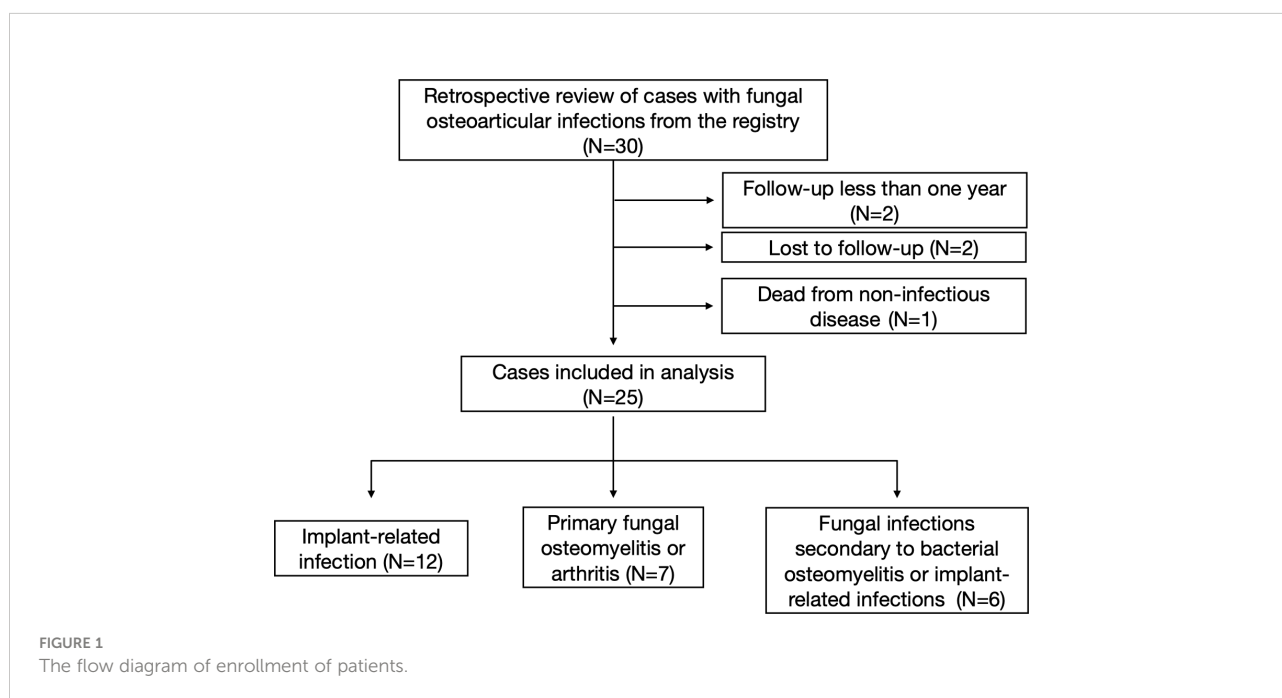 Retrospective review of cases with fungal
osteoarticular infections from the registry
(N=30)
Follow-up less than one year
(N=2)
Lost to follow-up (N=2)
Dead from non-infectious
disease (N=1)
Cases included in analysis
(N=25)
Implant-related
infection (N=12)
Primary fungal
osteomyelitis or
arthritis (N=7)
Fungal infections
secondary to bacterial
osteomyelitis or implant-
related infections (N=6)
FIGURE 1
The flow diagram of enrollment of patients.